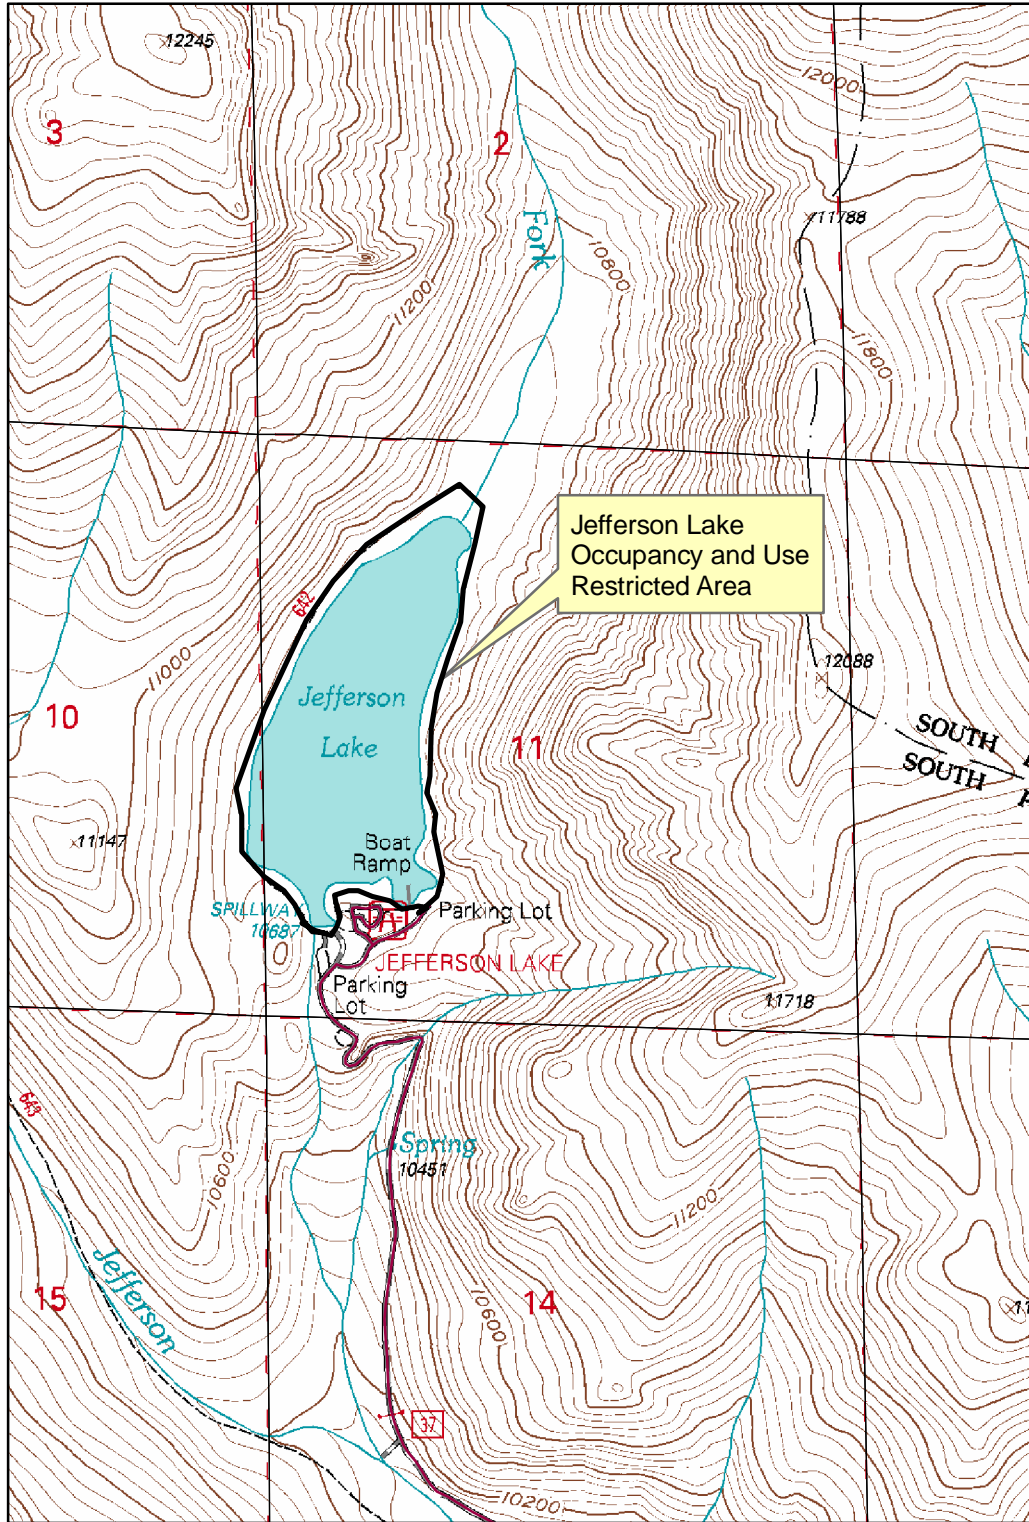 12245
3
2
12000
11788
Fork
10800
11200
11800
Jefferson Lake
Occupancy and Use
Restricted Area
642
11000
Jefferson
Lake
12088
10
11
SOUTH
SOUTH
11147
Boat
Ramp
SPILLWAY
10687
Parking Lot
JEFFERSON LAKE
Parking
Lot
11718
643
Spring
10451
10600
11200
Jefferson
15
14
10600
11
37
10200